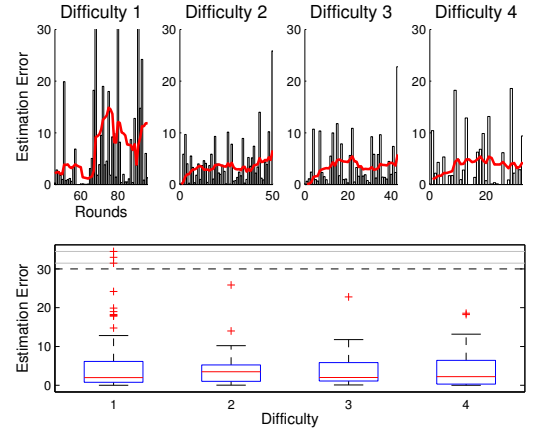 Difficulty 1 Difficulty 2 Difficulty 3 Difficulty 4
30 30 30 30
20 20 20 20
10 10 10 10
0 0 0 0
60 80 0 50 0 20 40 0 20
Rounds
Estimation Error
30
20
10
0
1 2 3 4
Difficulty
Estimation Error